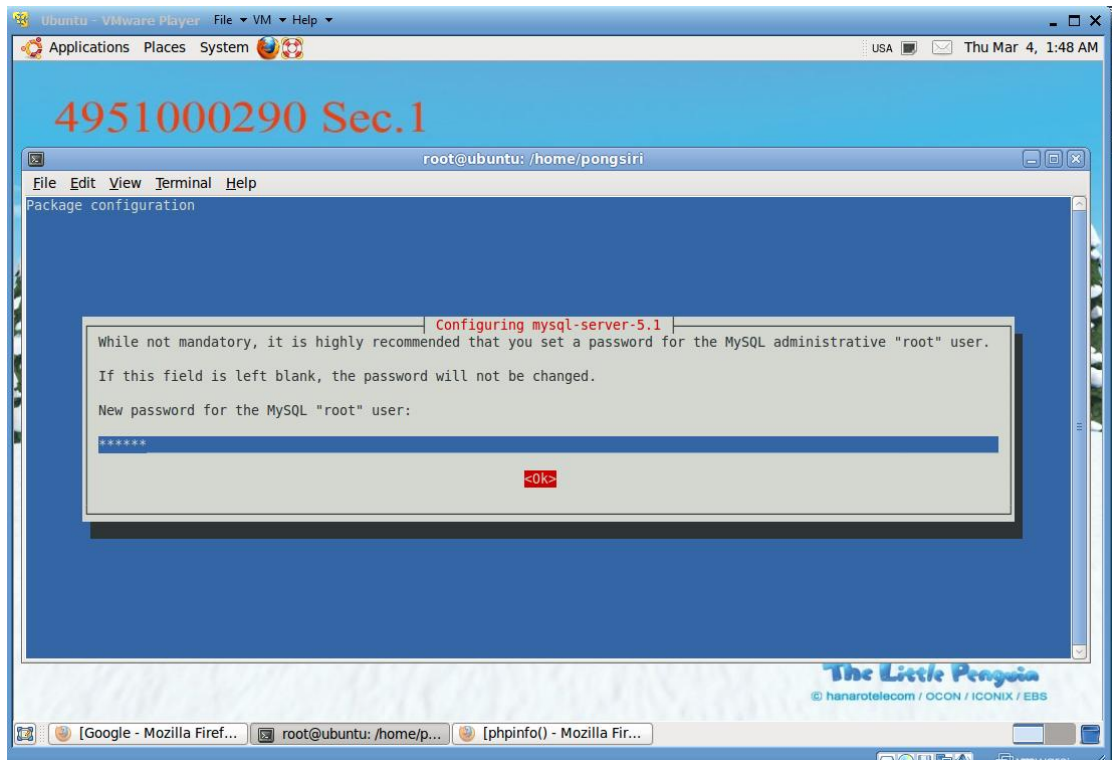 Ubuntu - VMware Player File VM Help
Applications Places System USA Thu Mar 4, 1:48 AM
4951000290 Sec.1
root@ubuntu: /home/pongsiri
File Edit View Terminal Help
Package configuration
Configuring mysql-server-5.1
While not mandatory, it is highly recommended that you set a password for the MySQL administrative "root" user.
If this field is left blank, the password will not be changed.
New password for the MySQL "root" user:
******
<Ok>
The Little Penguin
© hanarotelecom / OCON / ICONIX / EBS
[Google - Mozilla Firef... root@ubuntu: /home/p... [phpinfo() - Mozilla Fir...